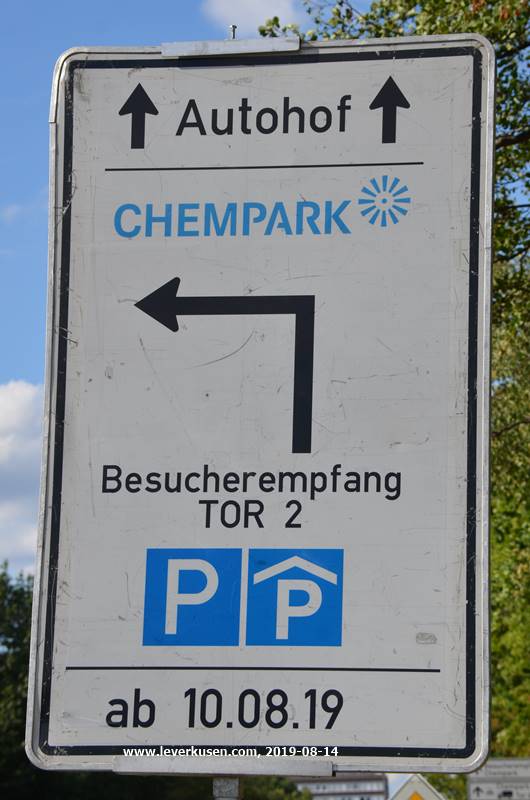 Autohof
CHEMPARK
Besucherempfang
TOR 2
P P
ab 10.08.19
www.leverkusen.com, 2019-08-14